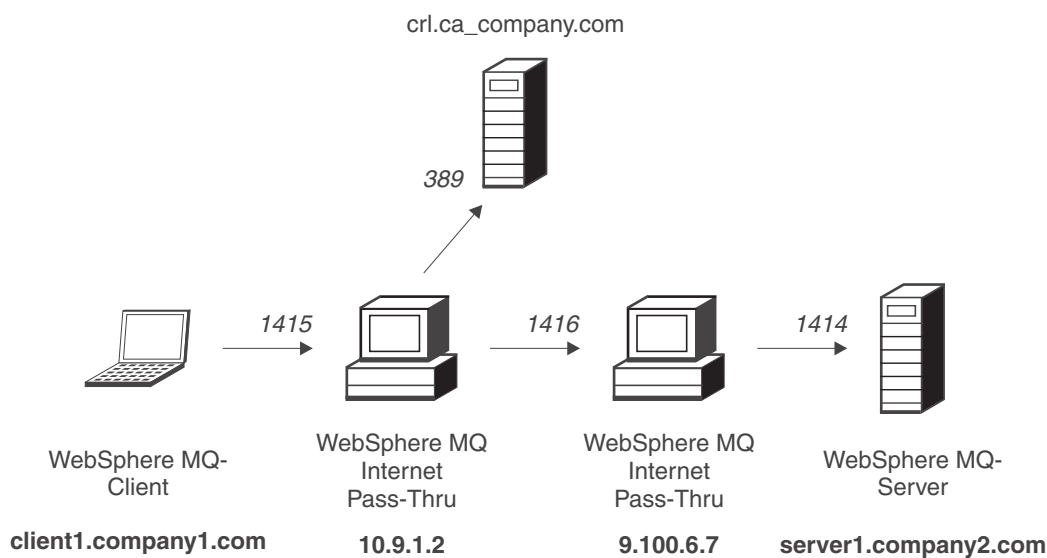 crl.ca_company.com
389
1415
1416
1414
WebSphere MQ-
Client
WebSphere MQ
Internet
Pass-Thru
WebSphere MQ
Internet
Pass-Thru
WebSphere MQ-
Server
client1.company1.com
10.9.1.2
9.100.6.7
server1.company2.com